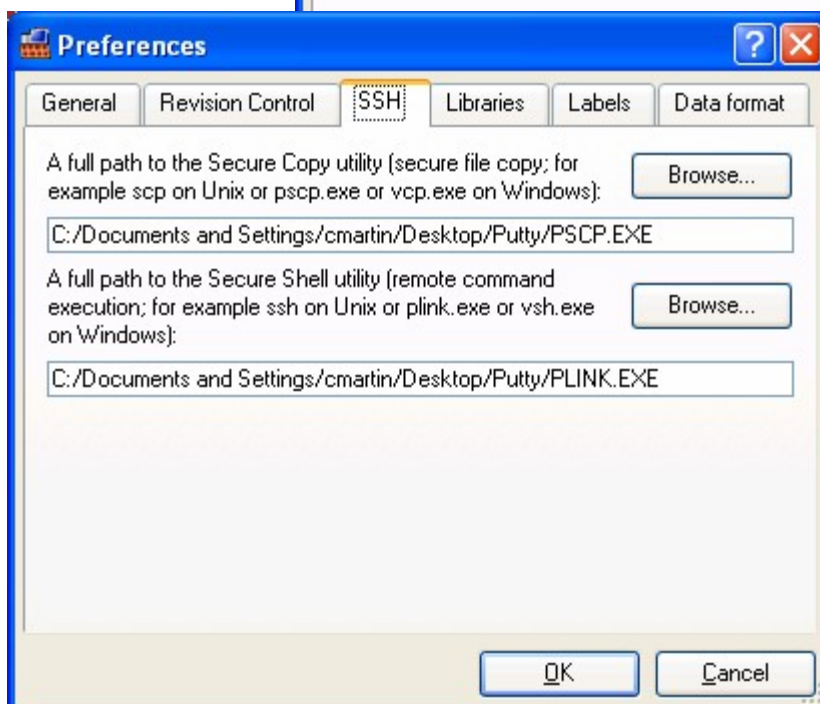 Preferences
General Revision Control SSH Libraries Labels Data format
A full path to the Secure Copy utility (secure file copy; for
example scp on Unix or pscp.exe or vcp.exe on Windows):
Browse...
C:/Documents and Settings/cmartin/Desktop/Putty/PSCP.EXE
A full path to the Secure Shell utility (remote command
execution; for example ssh on Unix or plink.exe or vsh.exe
on Windows):
Browse...
C:/Documents and Settings/cmartin/Desktop/Putty/PLINK.EXE
OK Cancel